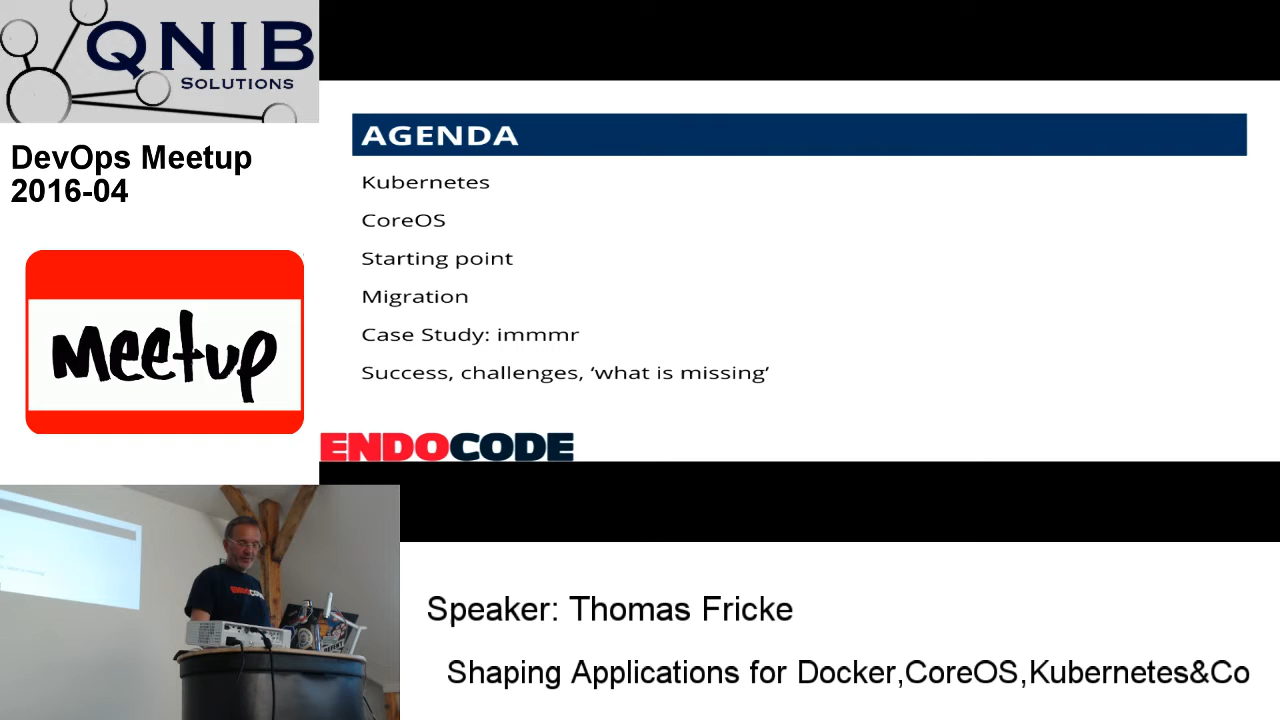 QNIB
SOLUTIONS
DevOps Meetup
2016-04
Meetup
AGENDA
Kubernetes
CoreOS
Starting point
Migration
Case Study: immmr
Success, challenges, ‘what is missing’
ENDOCODE
ENDOCODE
Speaker: Thomas Fricke
Shaping Applications for Docker,CoreOS,Kubernetes&Co